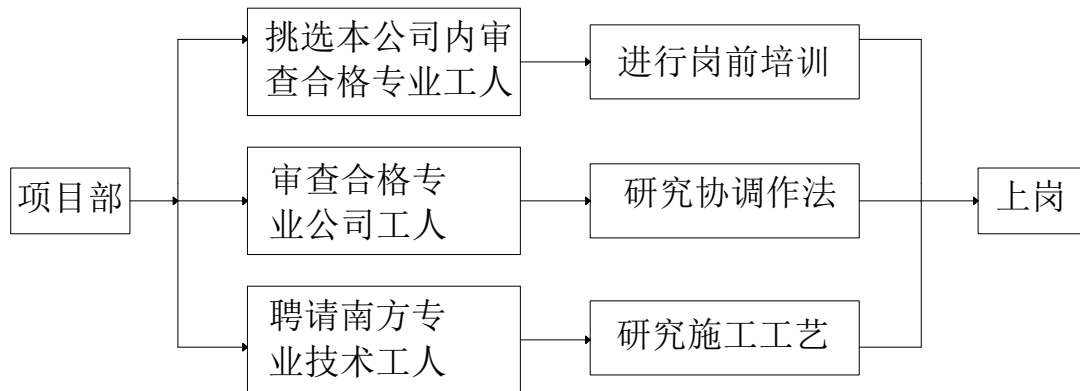 挑选本公司内审
查合格专业工人
进行岗前培训
项目部
审查合格专
业公司工人
研究协调作法
上岗
聘请南方专
业技术工人
研究施工工艺